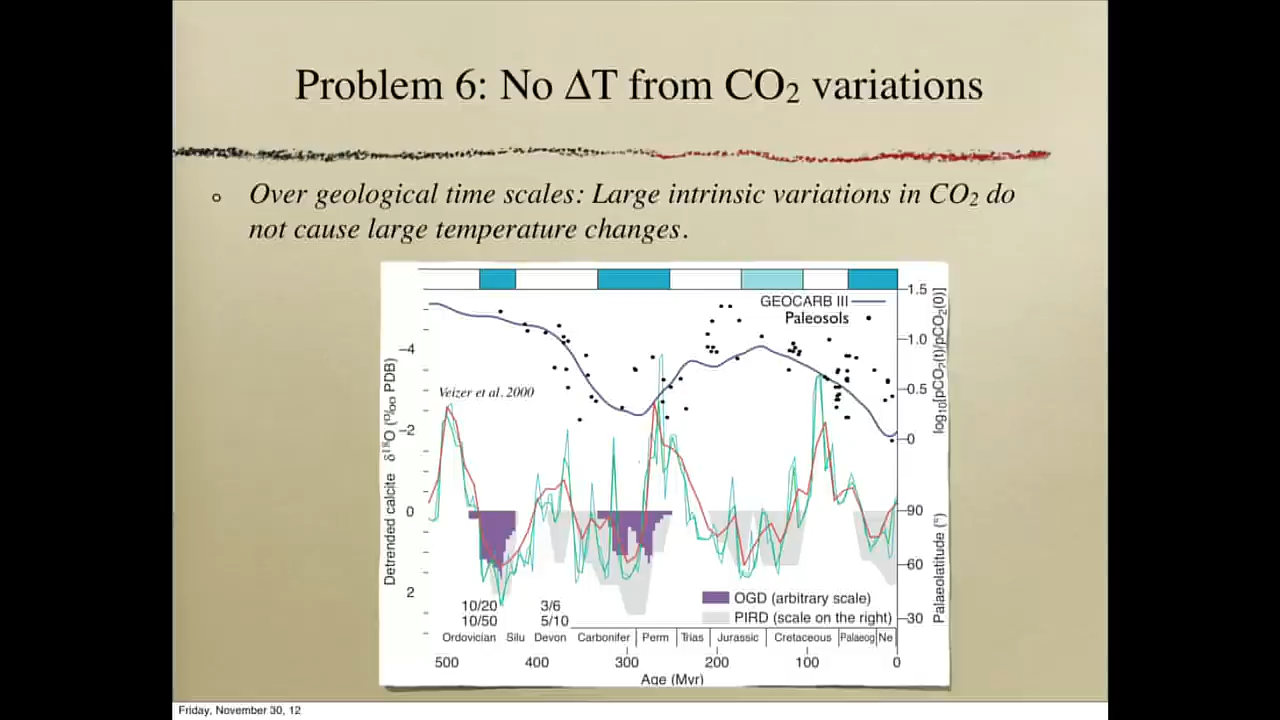 Problem 6: No ΔT from CO₂ variations
Over geological time scales: Large intrinsic variations in CO₂ do
not cause large temperature changes.
1.5
GEOCARB III
Paleosols
1.0
0.5
0
log₁₀[pCO₂(t)/pCO₂(0)]
–4
–2
0
2
Detrended calcite δ¹⁸O (‰ PDB)
Veizer et al. 2000
90
60
30
Palaeolatitude (°)
OGD (arbitrary scale)
PIRD (scale on the right)
10/20 3/6
10/50 5/10
Ordovician Silu Devon Carbonifer Perm Trias Jurassic Cretaceous Palaeog Ne
500 400 300 200 100 0
Age (Myr)
Friday, November 30, 12